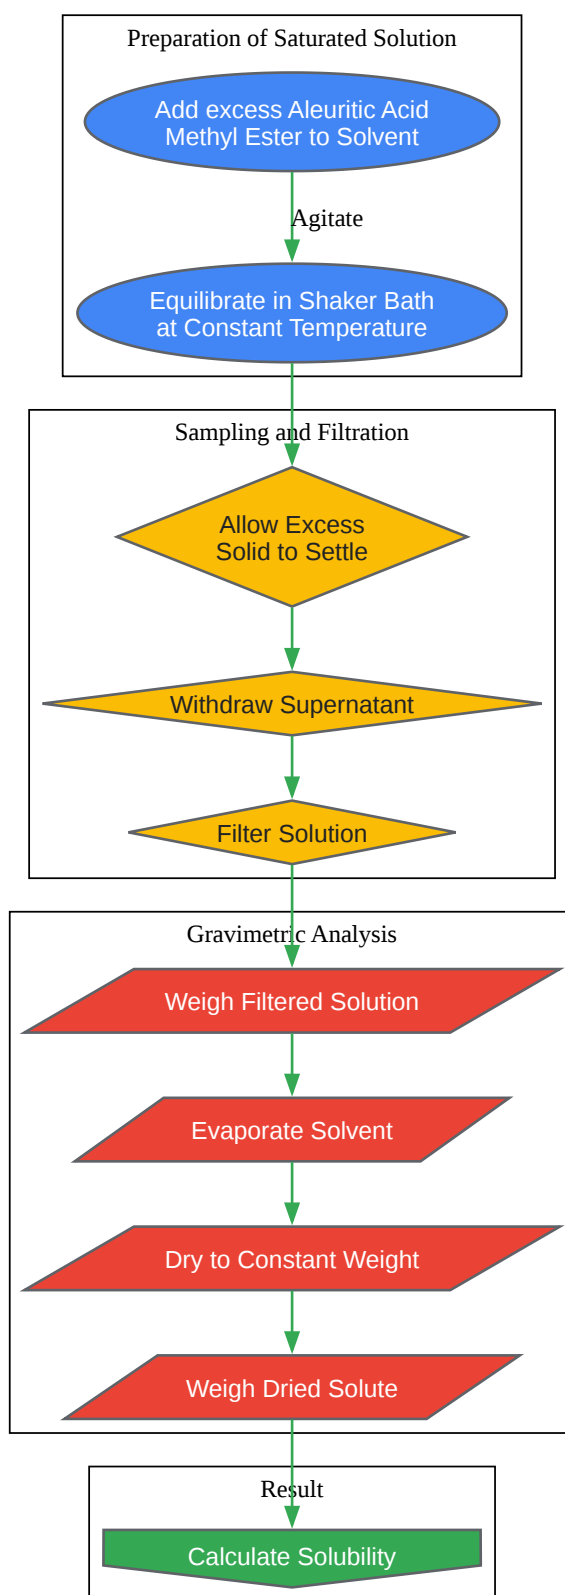 Preparation of Saturated Solution
Add excess Aleuritic Acid
Methyl Ester to Solvent
Agitate
Equilibrate in Shaker Bath
at Constant Temperature
Sampling and Filtration
Allow Excess
Solid to Settle
Withdraw Supernatant
Filter Solution
Gravimetric Analysis
Weigh Filtered Solution
Evaporate Solvent
Dry to Constant Weight
Weigh Dried Solute
Result
Calculate Solubility